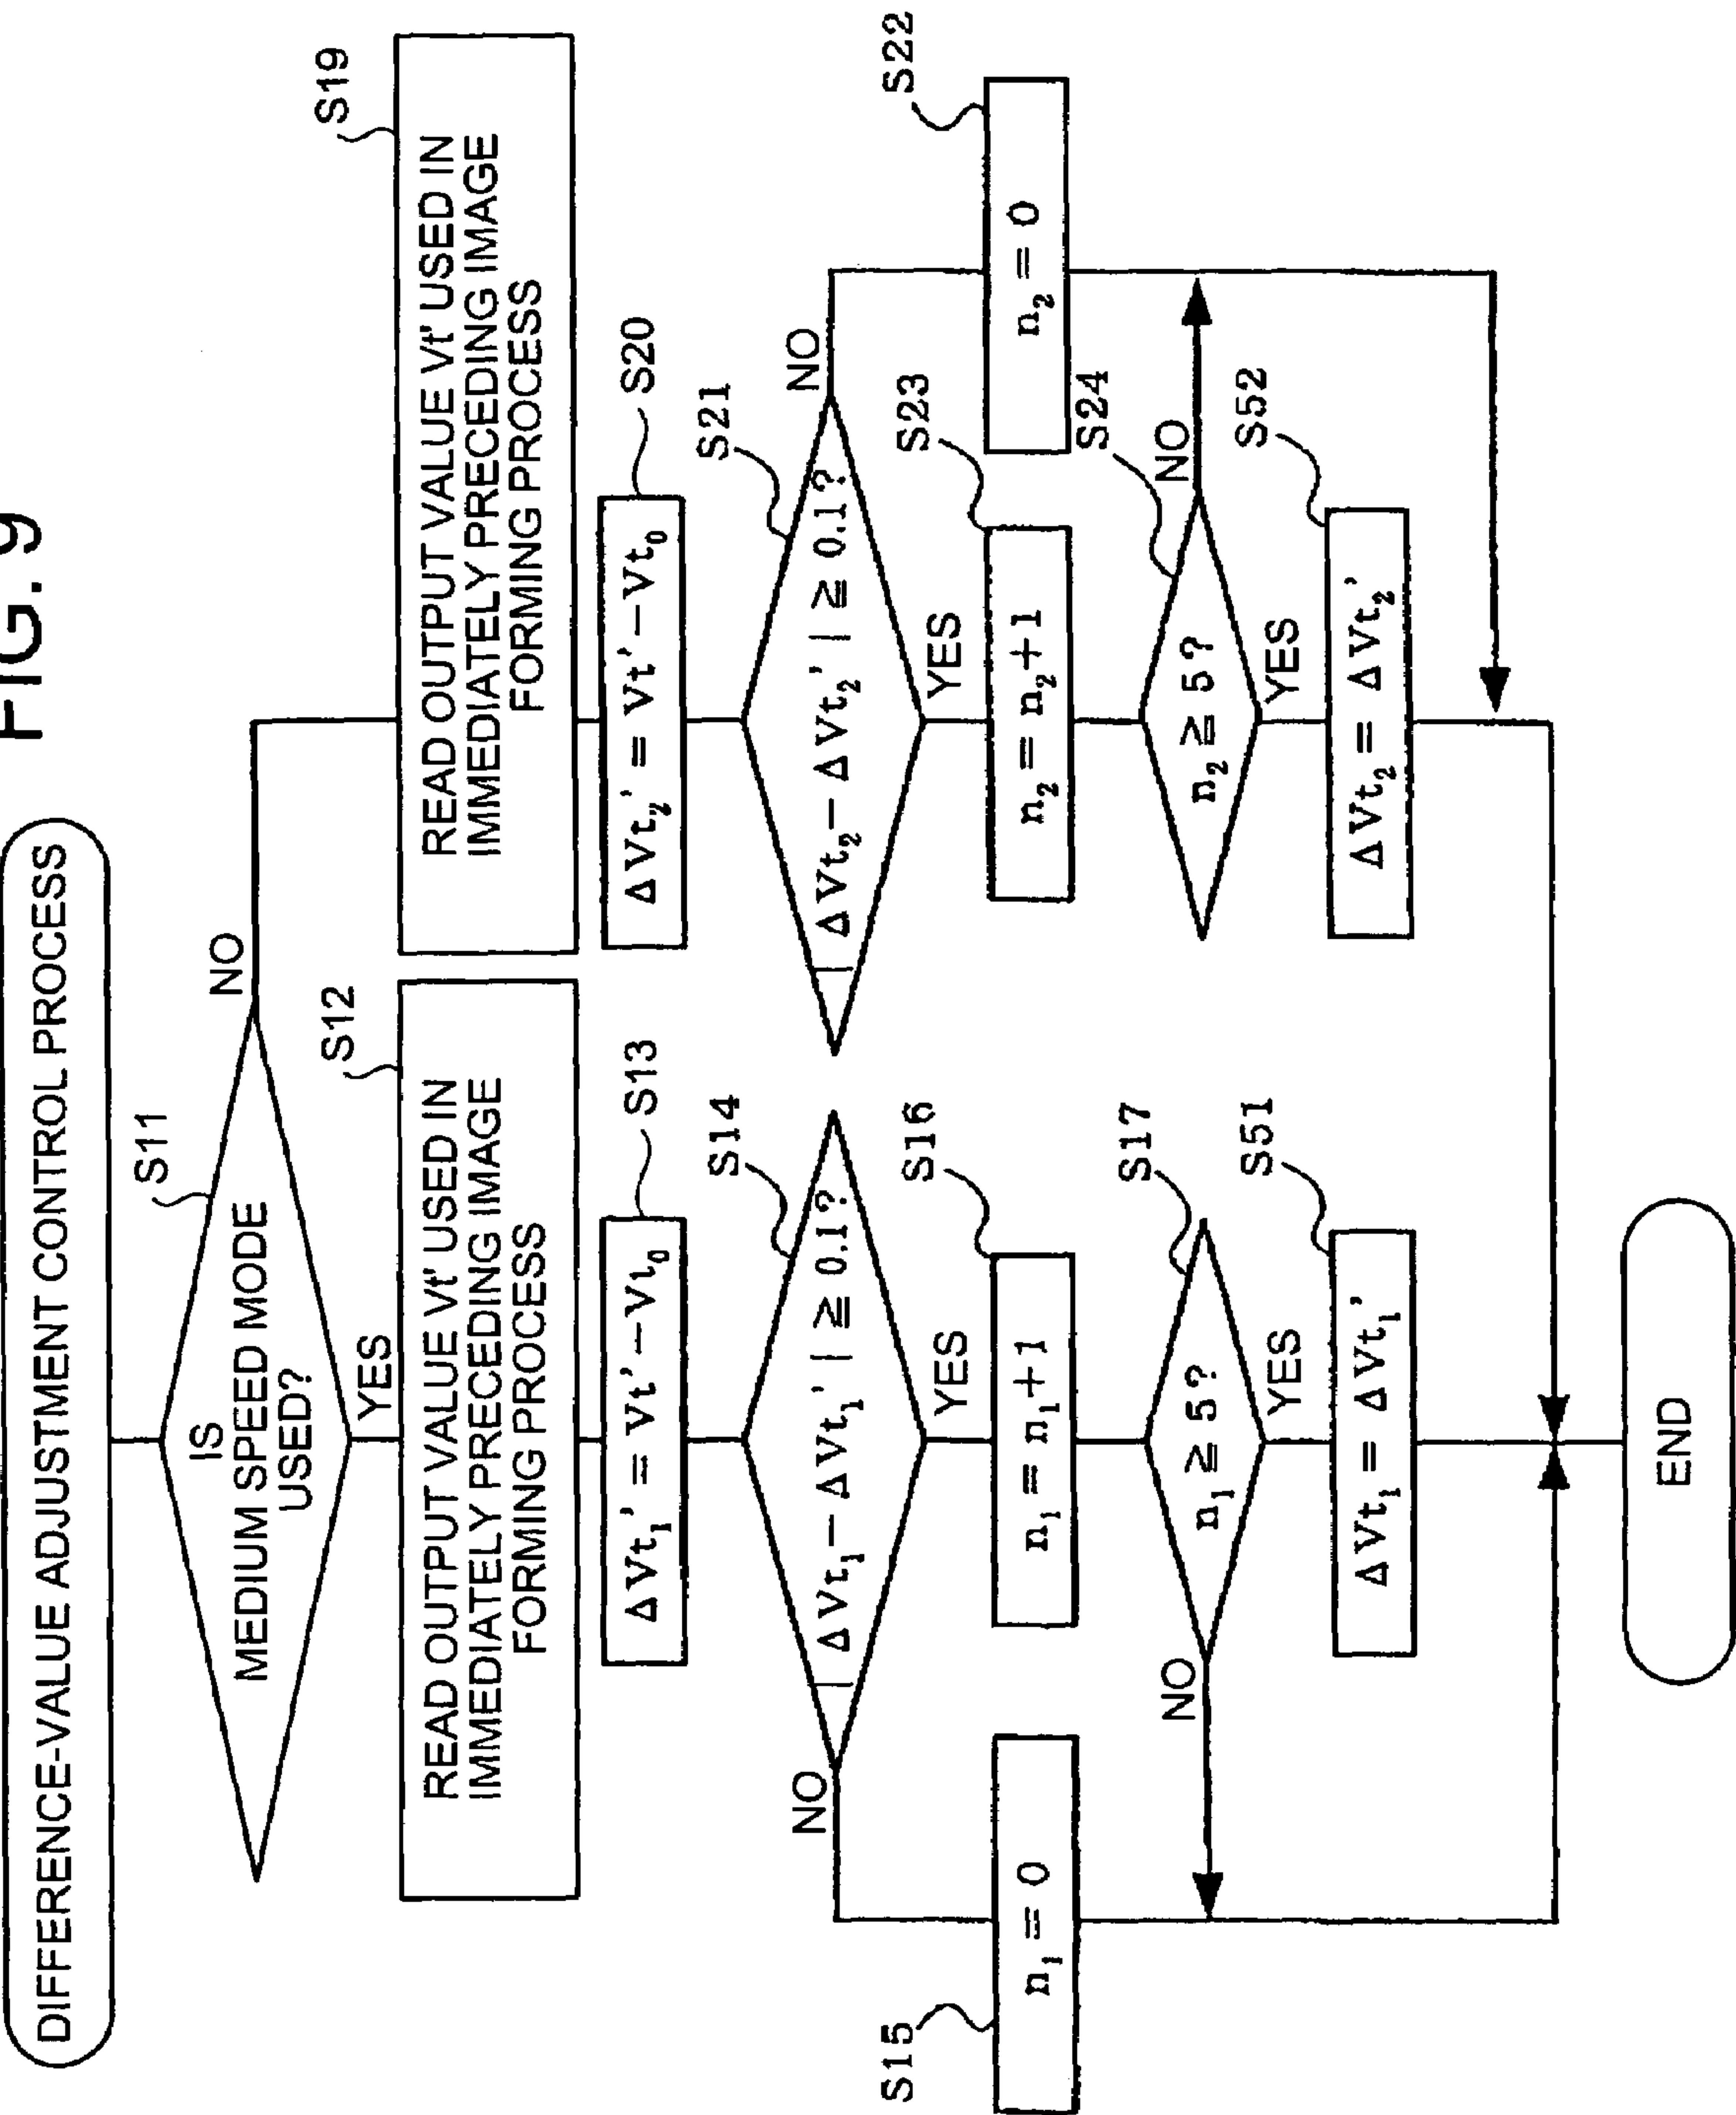 FIG. 9
DIFFERENCE-VALUE ADJUSTMENT CONTROL PROCESS
S11
IS
MEDIUM SPEED MODE
USED?
NO
YES
S12
READ OUTPUT VALUE Vt' USED IN
IMMEDIATELY PRECEDING IMAGE
FORMING PROCESS
S13
ΔVt₁' = Vt' − Vt₀
S14
| ΔVt₁ − ΔVt₁' | ≧ 0.1 ?
NO
YES
S15
n₁ = 0
S16
n₁ = n₁ + 1
S17
n₁ ≧ 5 ?
NO
YES
S51
ΔVt₁ = ΔVt₁'
S19
READ OUTPUT VALUE Vt' USED IN
IMMEDIATELY PRECEDING IMAGE
FORMING PROCESS
S20
ΔVt₂' = Vt' − Vt₀
S21
| ΔVt₂ − ΔVt₂' | ≧ 0.1 ?
NO
YES
S22
n₂ = 0
S23
n₂ = n₂ + 1
S24
n₂ ≧ 5 ?
NO
YES
S52
ΔVt₂ = ΔVt₂'
END